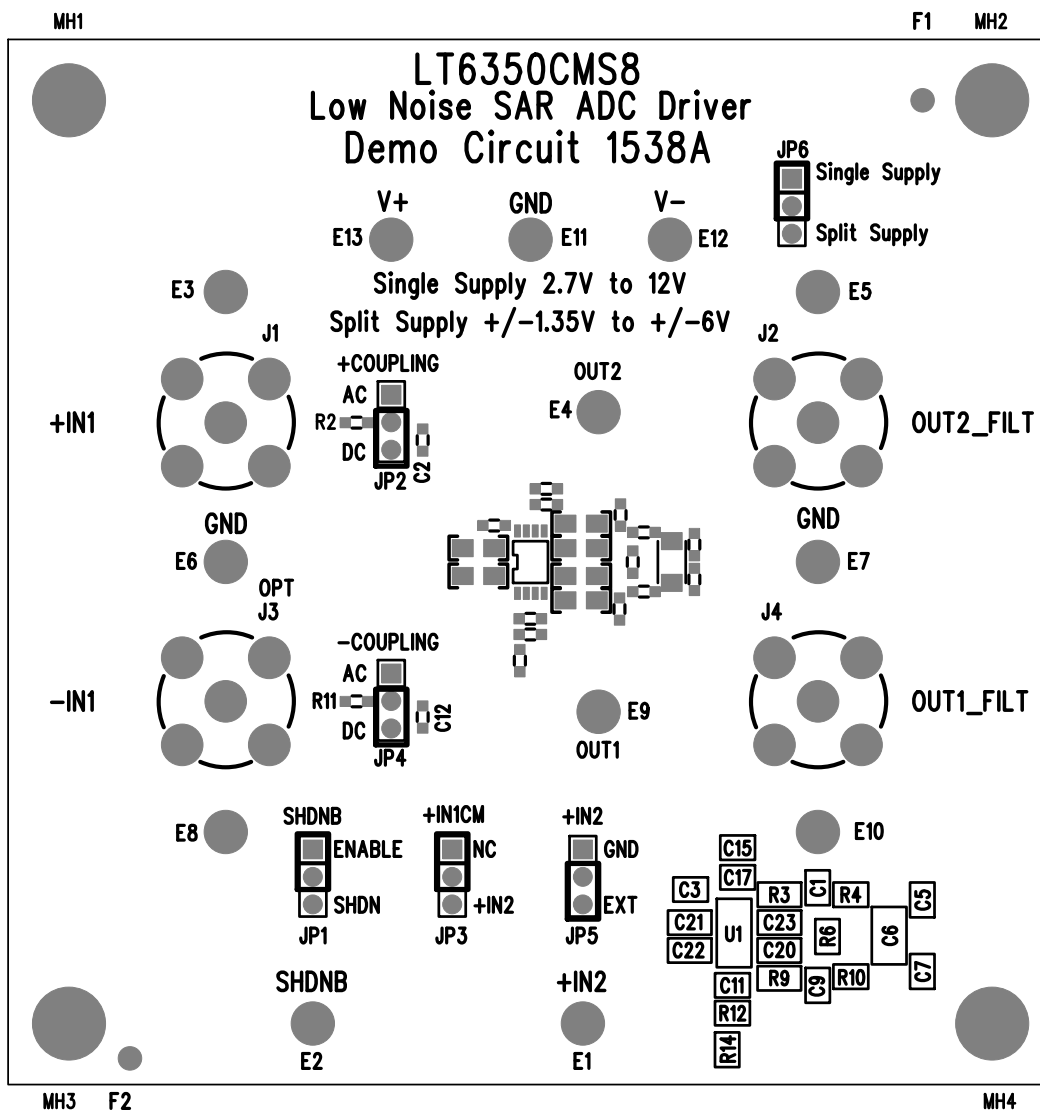 MH1
F1
MH2
LT6350CMS8
Low Noise SAR ADC Driver
Demo Circuit 1538A
JP6
Single Supply
Split Supply
V+
GND
V-
E13
E11
E12
Single Supply 2.7V to 12V
Split Supply +/-1.35V to +/-6V
E3
E5
J1
J2
+COUPLING
AC
R2
DC
C2
JP2
OUT2
E4
+IN1
OUT2_FILT
GND
E6
GND
E7
OPT
J3
J4
-COUPLING
AC
R11
DC
C12
JP4
-IN1
E9
OUT1
OUT1_FILT
E8
E10
SHDNB
ENABLE
SHDN
JP1
+IN1CM
NC
+IN2
JP3
+IN2
GND
EXT
JP5
C15
C17
C3
R3
C1
R4
C5
C21
U1
C23
R6
C6
C22
C20
R9
C9
R10
C7
C11
R12
R14
SHDNB
E2
+IN2
E1
MH3
F2
MH4